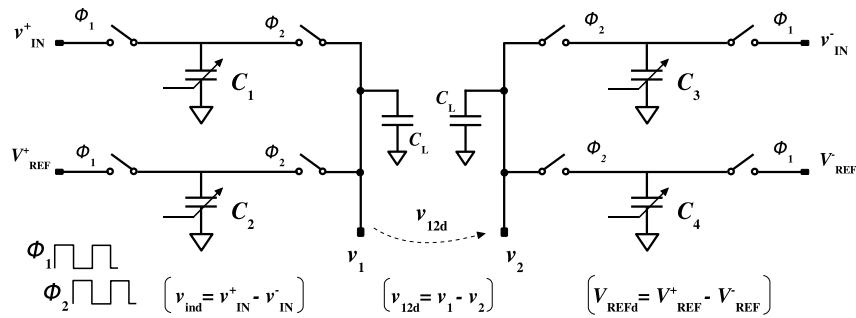 Φ1
v+IN
Φ2
C1
Φ2
Φ1
v-IN
C3
CL
CL
V+REF
Φ1
Φ2
C2
Φ2
Φ1
V-REF
C4
v12d
v1
v2
Φ1
Φ2
(vind= v+IN - v-IN)
(v12d= v1 - v2)
(VREFd= V+REF - V-REF)